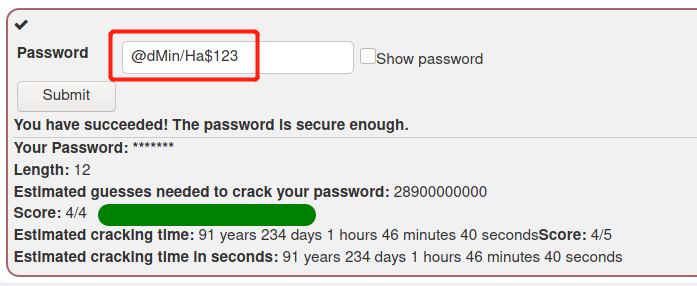 Password @dMin/Ha$123 Show password
Submit
You have succeeded! The password is secure enough.
Your Password: *******
Length: 12
Estimated guesses needed to crack your password: 28900000000
Score: 4/4
Estimated cracking time: 91 years 234 days 1 hours 46 minutes 40 secondsScore: 4/5
Estimated cracking time in seconds: 91 years 234 days 1 hours 46 minutes 40 seconds